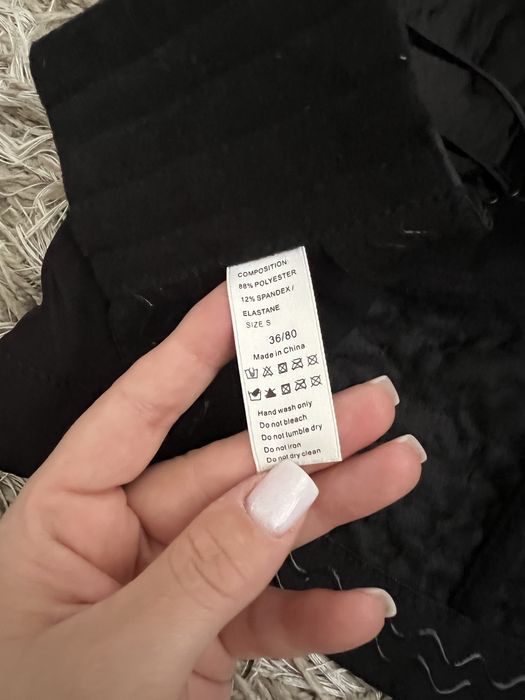 COMPOSITION:
88% POLYESTER
12% SPANDEX /
ELASTANE
SIZE S
36/80
Made in China
Hand wash only
Do not bleach
Do not tumble dry
Do not iron
Do not dry clean